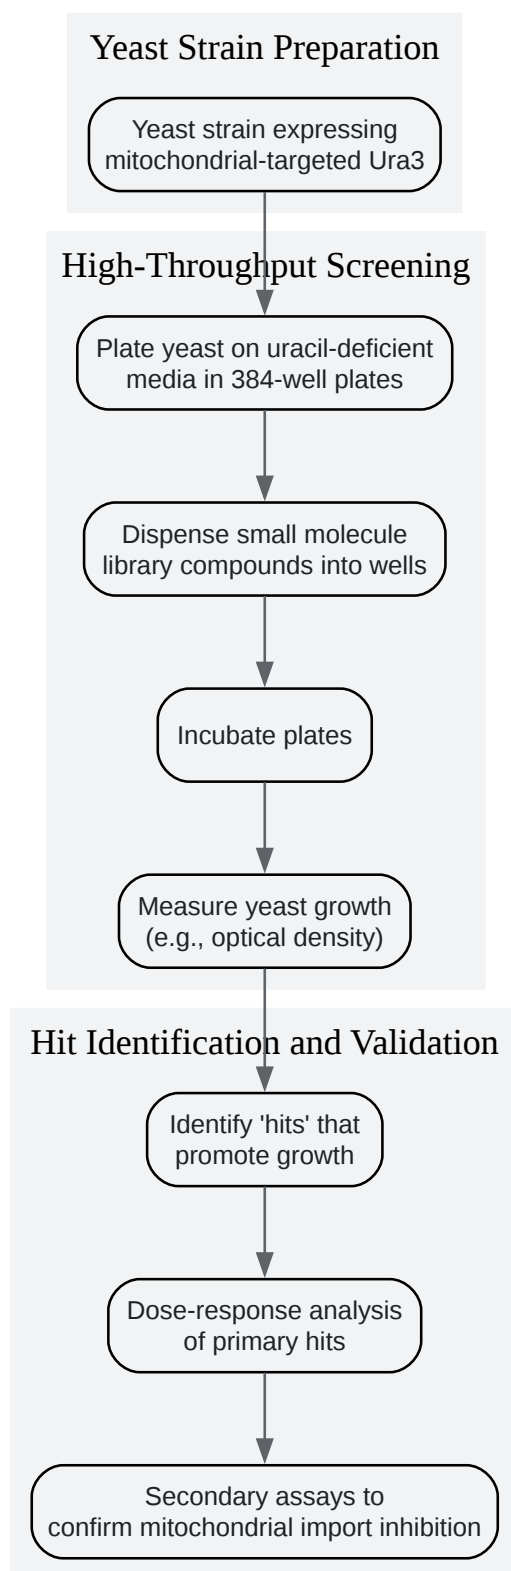 Yeast Strain Preparation
Yeast strain expressing
mitochondrial-targeted Ura3
High-Throughput Screening
Plate yeast on uracil-deficient
media in 384-well plates
Dispense small molecule
library compounds into wells
Incubate plates
Measure yeast growth
(e.g., optical density)
Hit Identification and Validation
Identify 'hits' that
promote growth
Dose-response analysis
of primary hits
Secondary assays to
confirm mitochondrial import inhibition